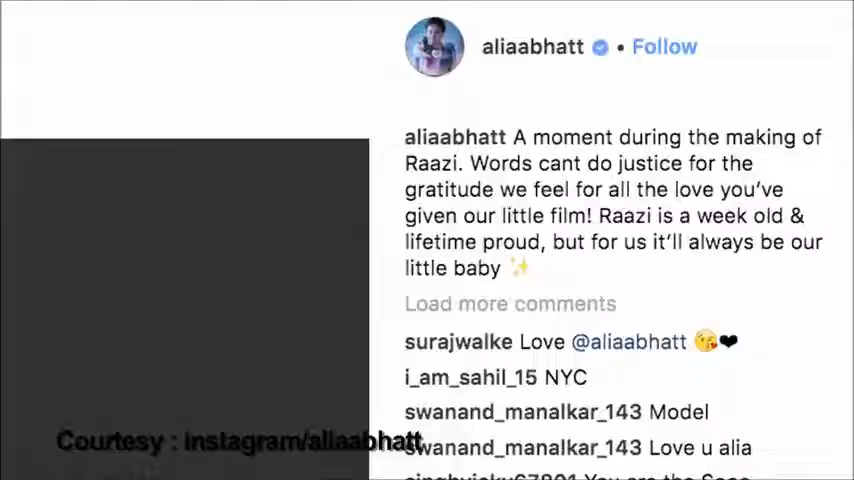 aliaabhatt • Follow
aliaabhatt A moment during the making of
Raazi. Words cant do justice for the
gratitude we feel for all the love you’ve
given our little film! Raazi is a week old &
lifetime proud, but for us it’ll always be our
little baby ✨
Load more comments
surajwalke Love @aliaabhatt 😘❤
i_am_sahil_15 NYC
swanand_manalkar_143 Model
swanand_manalkar_143 Love u alia
Courtesy : instagram/aliaabhatt
You are the